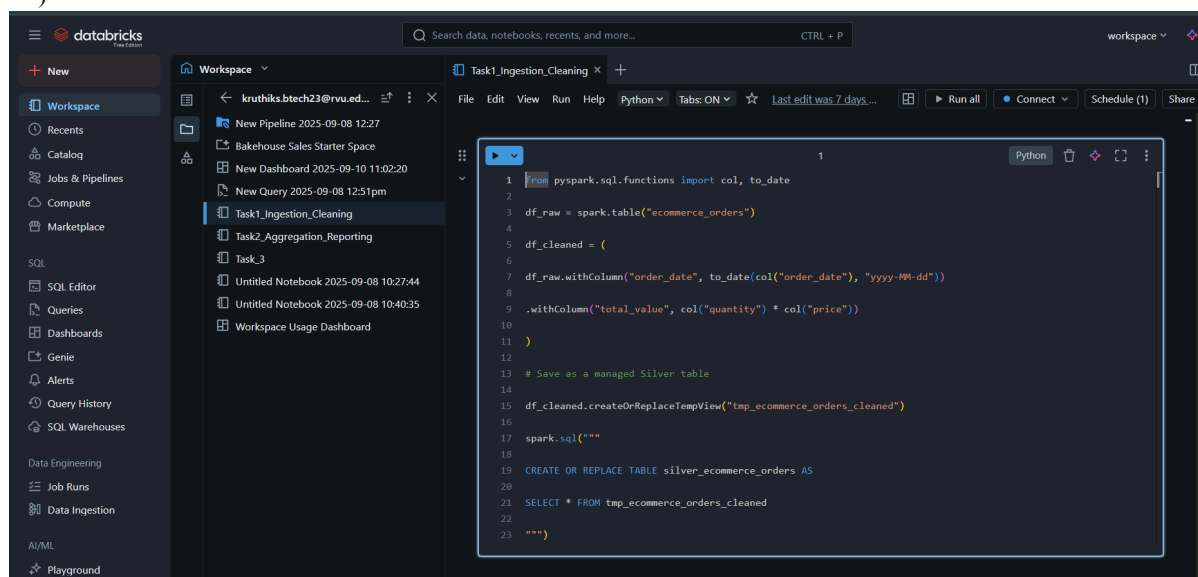 )
databricks
Free Edition
Search data, notebooks, recents, and more...
CTRL + P
workspace
New
Workspace
Recents
Catalog
Jobs & Pipelines
Compute
Marketplace
SQL
SQL Editor
Queries
Dashboards
Genie
Alerts
Query History
SQL Warehouses
Data Engineering
Job Runs
Data Ingestion
AI/ML
Playground
Workspace
kruthiks.btech23@rvu.ed...
New Pipeline 2025-09-08 12:27
Bakehouse Sales Starter Space
New Dashboard 2025-09-10 11:02:20
New Query 2025-09-08 12:51pm
Task1_Ingestion_Cleaning
Task2_Aggregation_Reporting
Task_3
Untitled Notebook 2025-09-08 10:27:44
Untitled Notebook 2025-09-08 10:40:35
Workspace Usage Dashboard
Task1_Ingestion_Cleaning
File Edit View Run Help Python Tabs: ON Last edit was 7 days ... Run all Connect Schedule (1) Share
1 Python
1 from pyspark.sql.functions import col, to_date
2
3 df_raw = spark.table("ecommerce_orders")
4
5 df_cleaned = (
6
7 df_raw.withColumn("order_date", to_date(col("order_date"), "yyyy-MM-dd"))
8
9 .withColumn("total_value", col("quantity") * col("price"))
10
11 )
12
13 # Save as a managed Silver table
14
15 df_cleaned.createOrReplaceTempView("tmp_ecommerce_orders_cleaned")
16
17 spark.sql("""
18
19 CREATE OR REPLACE TABLE silver_ecommerce_orders AS
20
21 SELECT * FROM tmp_ecommerce_orders_cleaned
22
23 """)